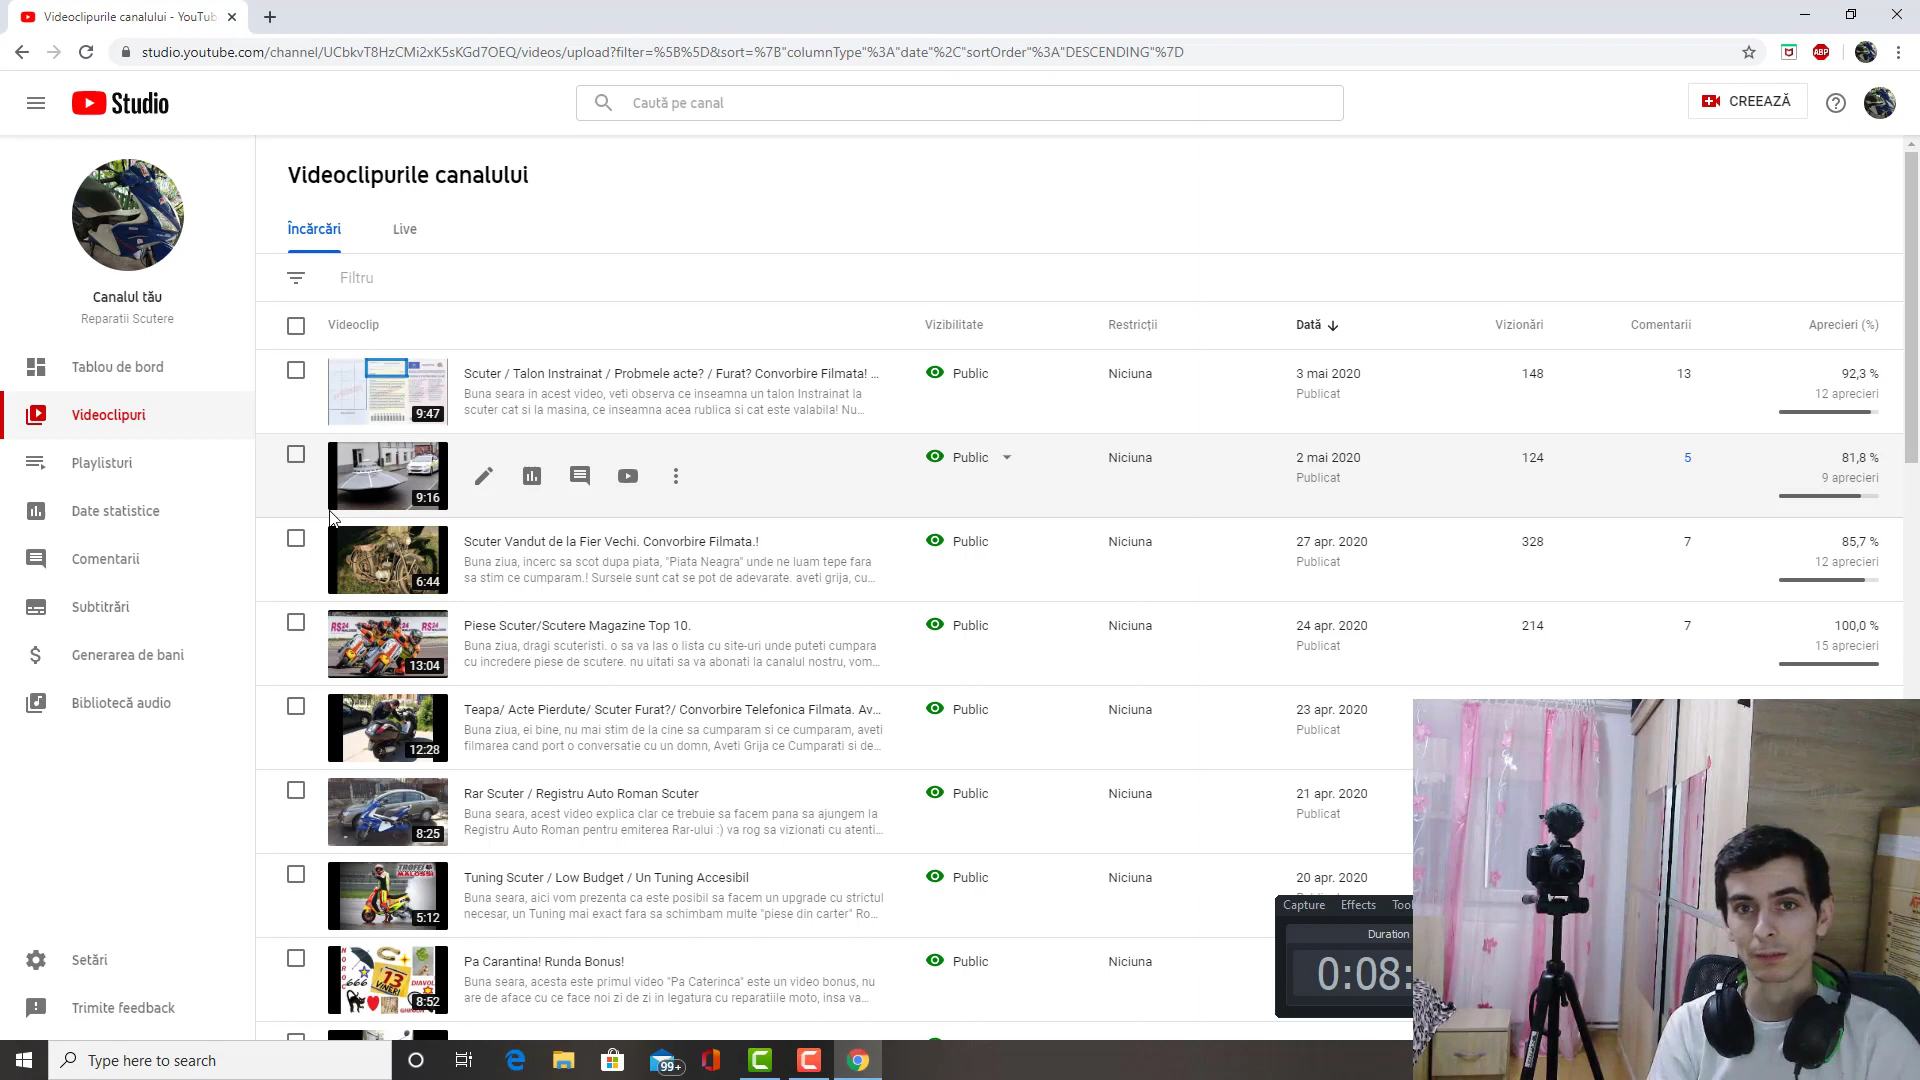 Videoclipurile canalului - YouTub
studio.youtube.com/channel/UCbkvT8HzCMi2xK5sKGd7OEQ/videos/upload?filter=%5B%5D&sort=%7B"columnType"%3A"date"%2C"sortOrder"%3A"DESCENDING"%7D
ABP
Studio
Caută pe canal
CREEAZĂ
Canalul tău
Reparatii Scutere
Tablou de bord
Videoclipuri
Playlisturi
Date statistice
Comentarii
Subtitrări
Generarea de bani
Bibliotecă audio
Setări
Trimite feedback
Videoclipurile canalului
Încărcări Live
Filtru
Videoclip Vizibilitate Restricții Dată Vizionări Comentarii Aprecieri (%)
9:47
Scuter / Talon Instrainat / Probmele acte? / Furat? Convorbire Filmata! ...
Buna seara in acest video, veti observa ce inseamna un talon Instrainat la
scuter cat si la masina, ce inseamna acea rublica si cat este valabila! Nu...
Public Niciuna 3 mai 2020 148 13 92,3 %
Publicat 12 aprecieri
9:16
Public Niciuna 2 mai 2020 124 5 81,8 %
Publicat 9 aprecieri
6:44
Scuter Vandut de la Fier Vechi. Convorbire Filmata.!
Buna ziua, incerc sa scot dupa piata, "Piata Neagra" unde ne luam tepe fara
sa stim ce cumparam.! Sursele sunt cat se pot de adevarate. aveti grija, cu...
Public Niciuna 27 apr. 2020 328 7 85,7 %
Publicat 12 aprecieri
RS24 RS24
13:04
Piese Scuter/Scutere Magazine Top 10.
Buna ziua, dragi scuteristi. o sa va las o lista cu site-uri unde puteti cumpara
cu incredere piese de scutere. nu uitati sa va abonati la canalul nostru, vom...
Public Niciuna 24 apr. 2020 214 7 100,0 %
Publicat 15 aprecieri
12:28
Teapa/ Acte Pierdute/ Scuter Furat?/ Convorbire Telefonica Filmata. Av...
Buna ziua, ei bine, nu mai stim de la cine sa cumparam si ce cumparam, aveti
filmarea cand port o conversatie cu un domn, Aveti Grija ce Cumparati si de...
Public Niciuna 23 apr. 2020
Publicat
8:25
Rar Scuter / Registru Auto Roman Scuter
Buna seara, acest video explica clar ce trebuie sa facem pana sa ajungem la
Registru Auto Roman pentru emiterea Rar-ului :) va rog sa vizionati cu atenti...
Public Niciuna 21 apr. 2020
Publicat
TROFEJ
MALOSSI
5:12
Tuning Scuter / Low Budget / Un Tuning Accesibil
Buna seara, aici vom prezenta ca este posibil sa facem un upgrade cu strictul
necesar, un Tuning mai exact fara sa schimbam multe "piese din carter" Ro...
Public Niciuna 20 apr. 2020
666
13
VINERI
DIAVOL
8:52
Pa Carantina! Runda Bonus!
Buna seara, acesta este primul video "Pa Caterinca" este un video bonus, nu
are de aface cu ce face noi zi de zi in legatura cu reparatiile moto, insa va...
Public Niciuna
Capture Effects Tool
Duration
0:08:
Type here to search
99+